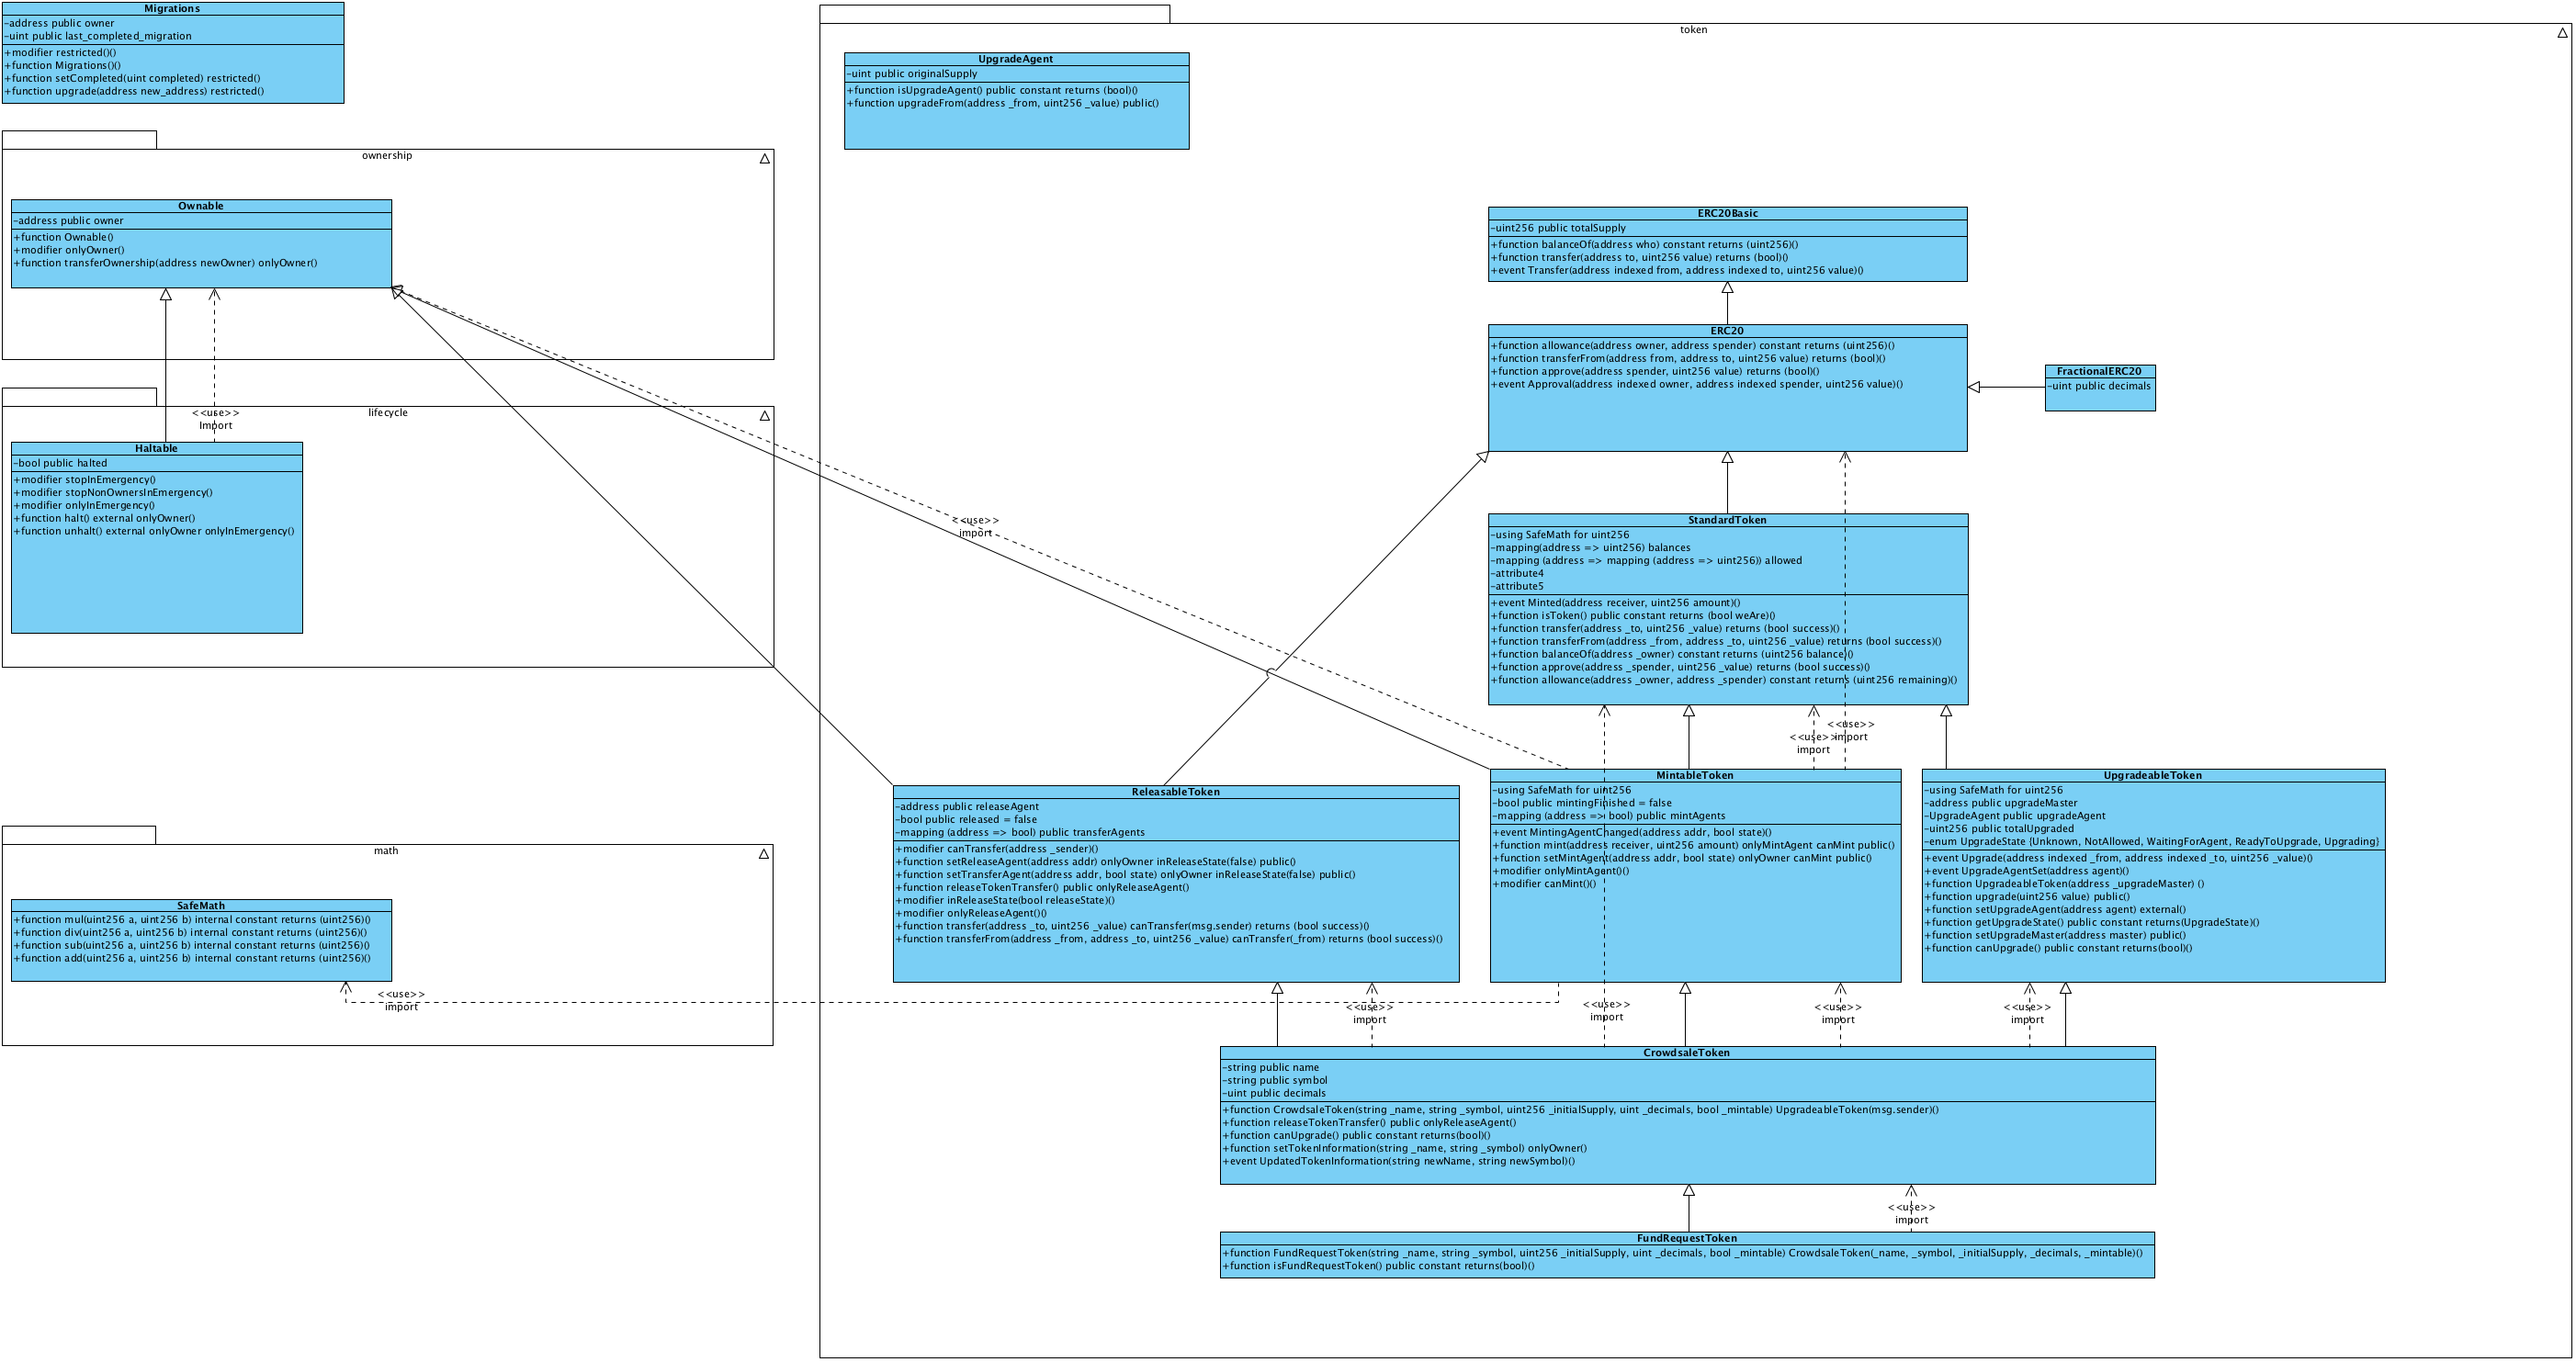 Migrations
-address public owner
-uint public last_completed_migration
+modifier restricted()()
+function Migrations()()
+function setCompleted(uint completed) restricted()
+function upgrade(address new_address) restricted()
ownership
Ownable
-address public owner
+function Ownable()
+modifier onlyOwner()
+function transferOwnership(address newOwner) onlyOwner()
<<use>>
Import
lifecycle
Haltable
-bool public halted
+modifier stopInEmergency()
+modifier stopNonOwnersInEmergency()
+modifier onlyInEmergency()
+function halt() external onlyOwner()
+function unhalt() external onlyOwner onlyInEmergency()
math
SafeMath
+function mul(uint256 a, uint256 b) internal constant returns (uint256)()
+function div(uint256 a, uint256 b) internal constant returns (uint256)()
+function sub(uint256 a, uint256 b) internal constant returns (uint256)()
+function add(uint256 a, uint256 b) internal constant returns (uint256)()
<<use>>
import
token
UpgradeAgent
-uint public originalSupply
+function isUpgradeAgent() public constant returns (bool)()
+function upgradeFrom(address _from, uint256 _value) public()
ERC20Basic
-uint256 public totalSupply
+function balanceOf(address who) constant returns (uint256)()
+function transfer(address to, uint256 value) returns (bool)()
+event Transfer(address indexed from, address indexed to, uint256 value)()
ERC20
+function allowance(address owner, address spender) constant returns (uint256)()
+function transferFrom(address from, address to, uint256 value) returns (bool)()
+function approve(address spender, uint256 value) returns (bool)()
+event Approval(address indexed owner, address indexed spender, uint256 value)()
FractionalERC20
-uint public decimals
<<use>>
import
StandardToken
-using SafeMath for uint256
-mapping(address => uint256) balances
-mapping (address => mapping (address => uint256)) allowed
-attribute4
-attribute5
+event Minted(address receiver, uint256 amount)()
+function isToken() public constant returns (bool weAre)()
+function transfer(address _to, uint256 _value) returns (bool success)()
+function transferFrom(address _from, address _to, uint256 _value) returns (bool success)()
+function balanceOf(address _owner) constant returns (uint256 balance)()
+function approve(address _spender, uint256 _value) returns (bool success)()
+function allowance(address _owner, address _spender) constant returns (uint256 remaining)()
<<use>>
import
<<use>>
import
ReleasableToken
-address public releaseAgent
-bool public released = false
-mapping (address => bool) public transferAgents
+modifier canTransfer(address _sender)()
+function setReleaseAgent(address addr) onlyOwner inReleaseState(false) public()
+function setTransferAgent(address addr, bool state) onlyOwner inReleaseState(false) public()
+function releaseTokenTransfer() public onlyReleaseAgent()
+modifier inReleaseState(bool releaseState)()
+modifier onlyReleaseAgent()()
+function transfer(address _to, uint256 _value) canTransfer(msg.sender) returns (bool success)()
+function transferFrom(address _from, address _to, uint256 _value) canTransfer(_from) returns (bool success)()
MintableToken
-using SafeMath for uint256
-bool public mintingFinished = false
-mapping (address => bool) public mintAgents
+event MintingAgentChanged(address addr, bool state)()
+function mint(address receiver, uint256 amount) onlyMintAgent canMint public()
+function setMintAgent(address addr, bool state) onlyOwner canMint public()
+modifier onlyMintAgent()()
+modifier canMint()()
UpgradeableToken
-using SafeMath for uint256
-address public upgradeMaster
-UpgradeAgent public upgradeAgent
-uint256 public totalUpgraded
-enum UpgradeState {Unknown, NotAllowed, WaitingForAgent, ReadyToUpgrade, Upgrading}
+event Upgrade(address indexed _from, address indexed _to, uint256 _value)()
+event UpgradeAgentSet(address agent)()
+function UpgradeableToken(address _upgradeMaster) ()
+function upgrade(uint256 value) public()
+function setUpgradeAgent(address agent) external()
+function getUpgradeState() public constant returns(UpgradeState)()
+function setUpgradeMaster(address master) public()
+function canUpgrade() public constant returns(bool)()
<<use>>
import
<<use>>
import
<<use>>
import
<<use>>
import
CrowdsaleToken
-string public name
-string public symbol
-uint public decimals
+function CrowdsaleToken(string _name, string _symbol, uint256 _initialSupply, uint _decimals, bool _mintable) UpgradeableToken(msg.sender)()
+function releaseTokenTransfer() public onlyReleaseAgent()
+function canUpgrade() public constant returns(bool)()
+function setTokenInformation(string _name, string _symbol) onlyOwner()
+event UpdatedTokenInformation(string newName, string newSymbol)()
<<use>>
import
FundRequestToken
+function FundRequestToken(string _name, string _symbol, uint256 _initialSupply, uint _decimals, bool _mintable) CrowdsaleToken(_name, _symbol, _initialSupply, _decimals, _mintable)()
+function isFundRequestToken() public constant returns(bool)()